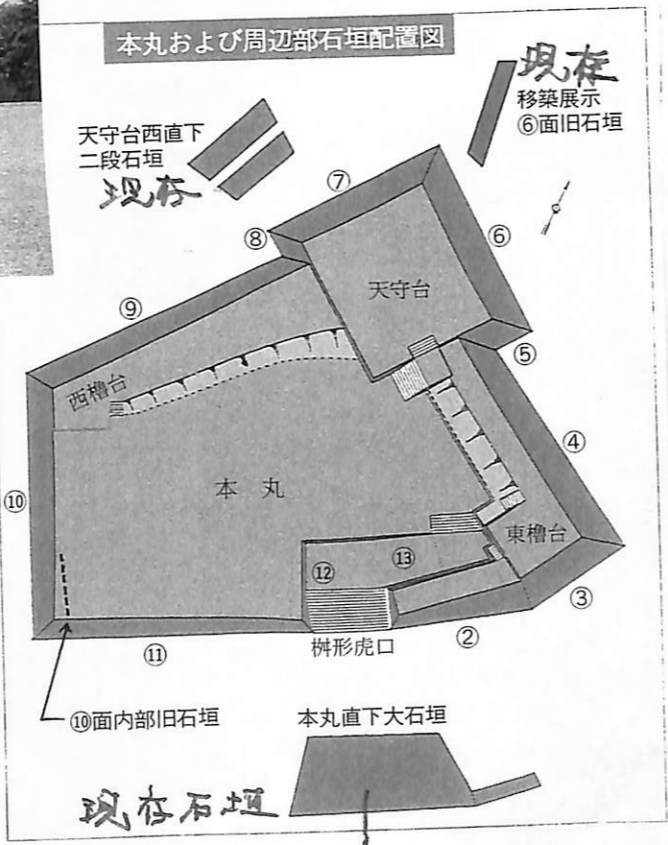 本丸および周辺部石垣配置図
現存
移築展示
⑥面旧石垣
天守台西直下
二段石垣
現存
⑦
⑧
⑥
天守台
⑨
⑤
西櫓台
④
⑩
本 丸
東櫓台
⑫
⑬
③
②
桝形虎口
⑪
⑩面内部旧石垣
本丸直下大石垣
現存石垣